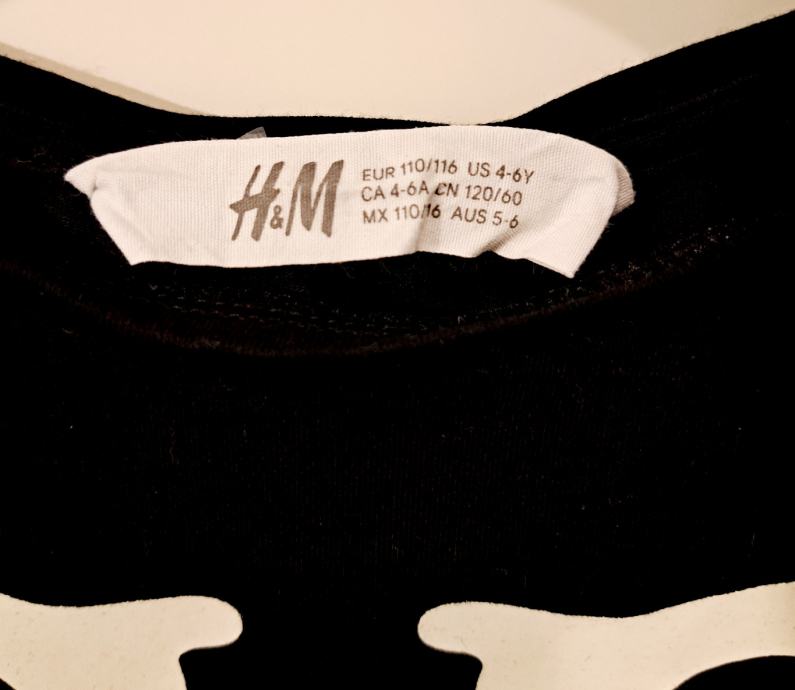 H&M
EUR 110/116 US 4-6Y
CA 4-6A CN 120/60
MX 110/16 AUS 5-6